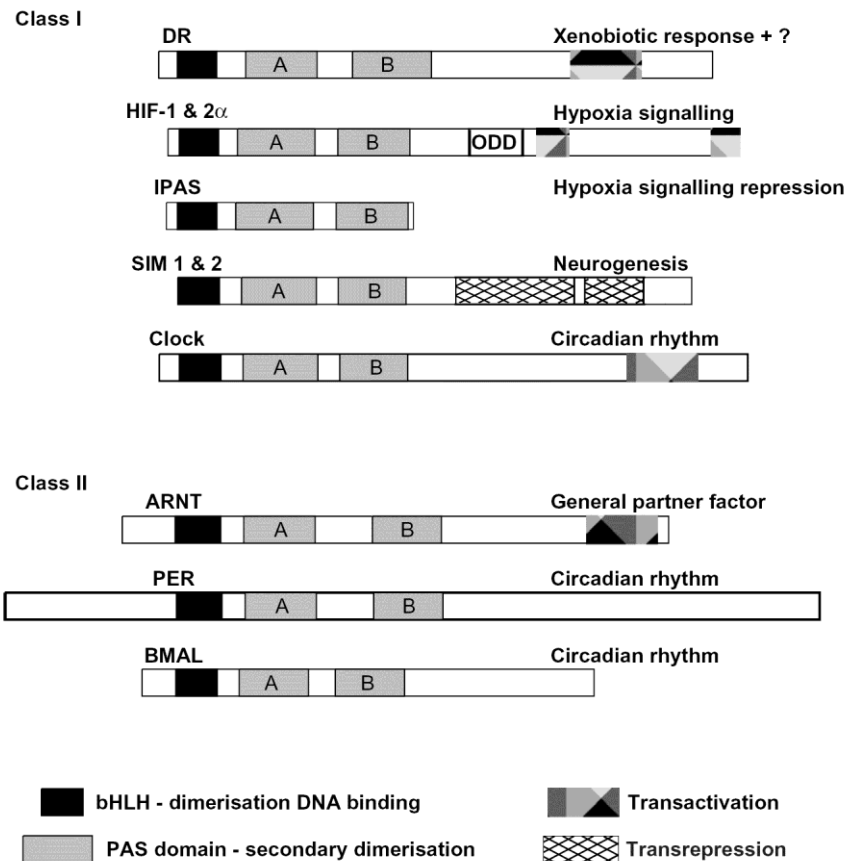 Class I
DR Xenobiotic response + ?
A B
HIF-1 & 2α Hypoxia signalling
A B ODD
IPAS Hypoxia signalling repression
A B
SIM 1 & 2 Neurogenesis
A B
Clock Circadian rhythm
A B
Class II
ARNT General partner factor
A B
PER Circadian rhythm
A B
BMAL Circadian rhythm
A B
bHLH - dimerisation DNA binding Transactivation
PAS domain - secondary dimerisation Transrepression